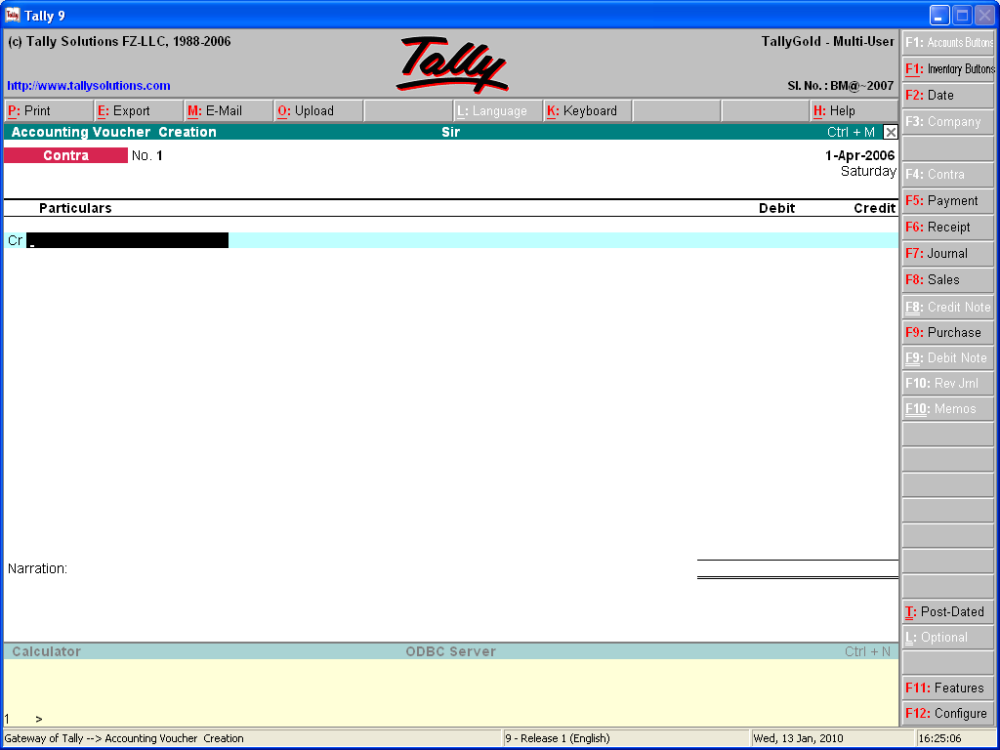 Tally 9
(c) Tally Solutions FZ-LLC, 1988-2006
Tally
TallyGold - Multi-User
http://www.tallysolutions.com
Sl. No. : BM@~2007
P: Print
E: Export
M: E-Mail
O: Upload
L: Language
K: Keyboard
H: Help
Accounting Voucher Creation
Sir
Ctrl + M
Contra
No. 1
1-Apr-2006
Saturday
Particulars
Debit
Credit
Cr
Narration:
Calculator
ODBC Server
Ctrl + N
1 >
F1: Accounts Buttons
F1: Inventory Buttons
F2: Date
F3: Company
F4: Contra
F5: Payment
F6: Receipt
F7: Journal
F8: Sales
F8: Credit Note
F9: Purchase
F9: Debit Note
F10: Rev Jrnl
F10: Memos
T: Post-Dated
L: Optional
F11: Features
F12: Configure
Gateway of Tally --> Accounting Voucher Creation
9 - Release 1 (English)
Wed, 13 Jan, 2010
16:25:06